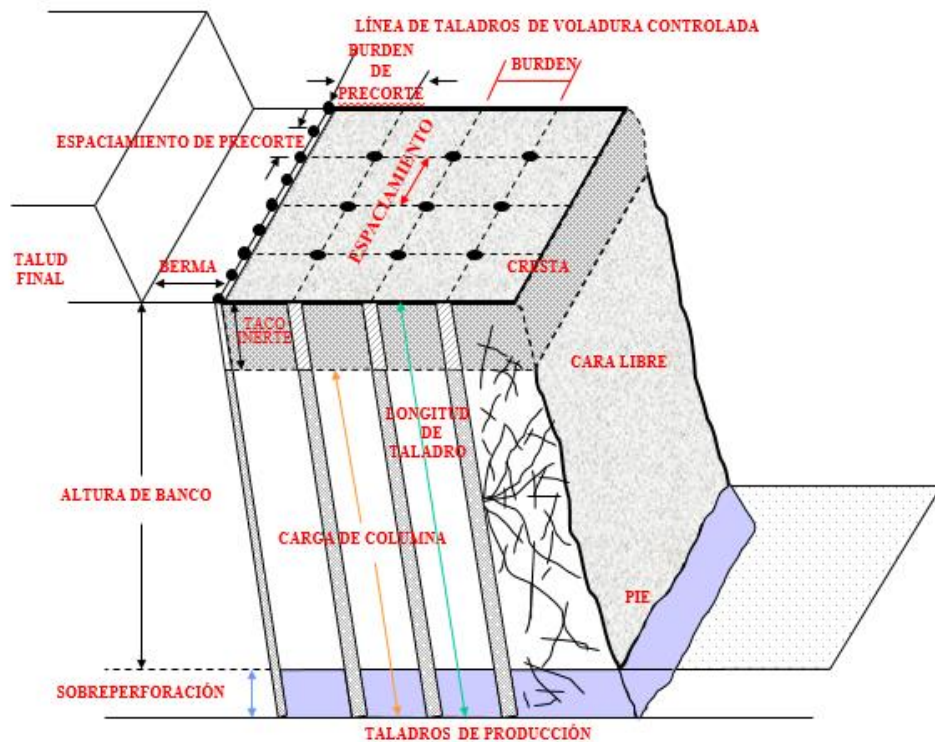 LÍNEA DE TALADROS DE VOLADURA CONTROLADA
BURDEN
DE
PRECORTE
BURDEN
ESPACIAMIENTO DE PRECORTE
ESPACIAMIENTO
TALUD
FINAL
BERMA
CRESTA
TACO
INERTE
CARA LIBRE
LONGITUD
DE
TALADRO
ALTURA DE BANCO
CARGA DE COLUMNA
PIE
SOBREPERFORACIÓN
TALADROS DE PRODUCCIÓN